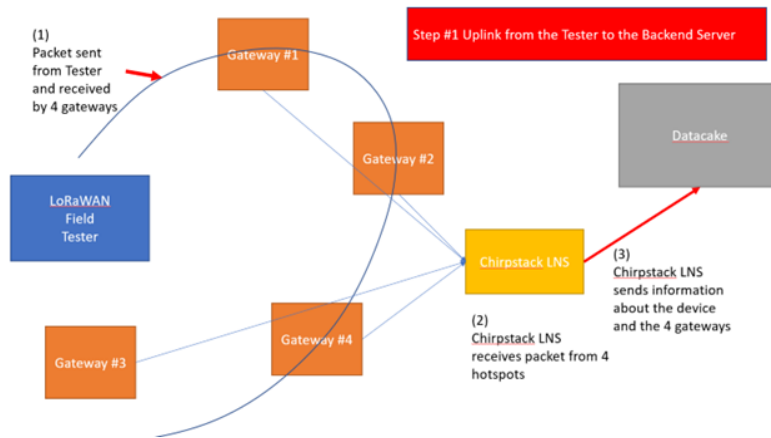 (1)
Packet sent
from Tester
and received
by 4 gateways
Gateway #1
Step #1 Uplink from the Tester to the Backend Server
Datacake
Gateway #2
LoRaWAN
Field
Tester
Chirpstack LNS
(3)
Chirpstack LNS
sends information
about the device
and the 4 gateways
(2)
Chirpstack LNS
receives packet from 4
hotspots
Gateway #4
Gateway #3